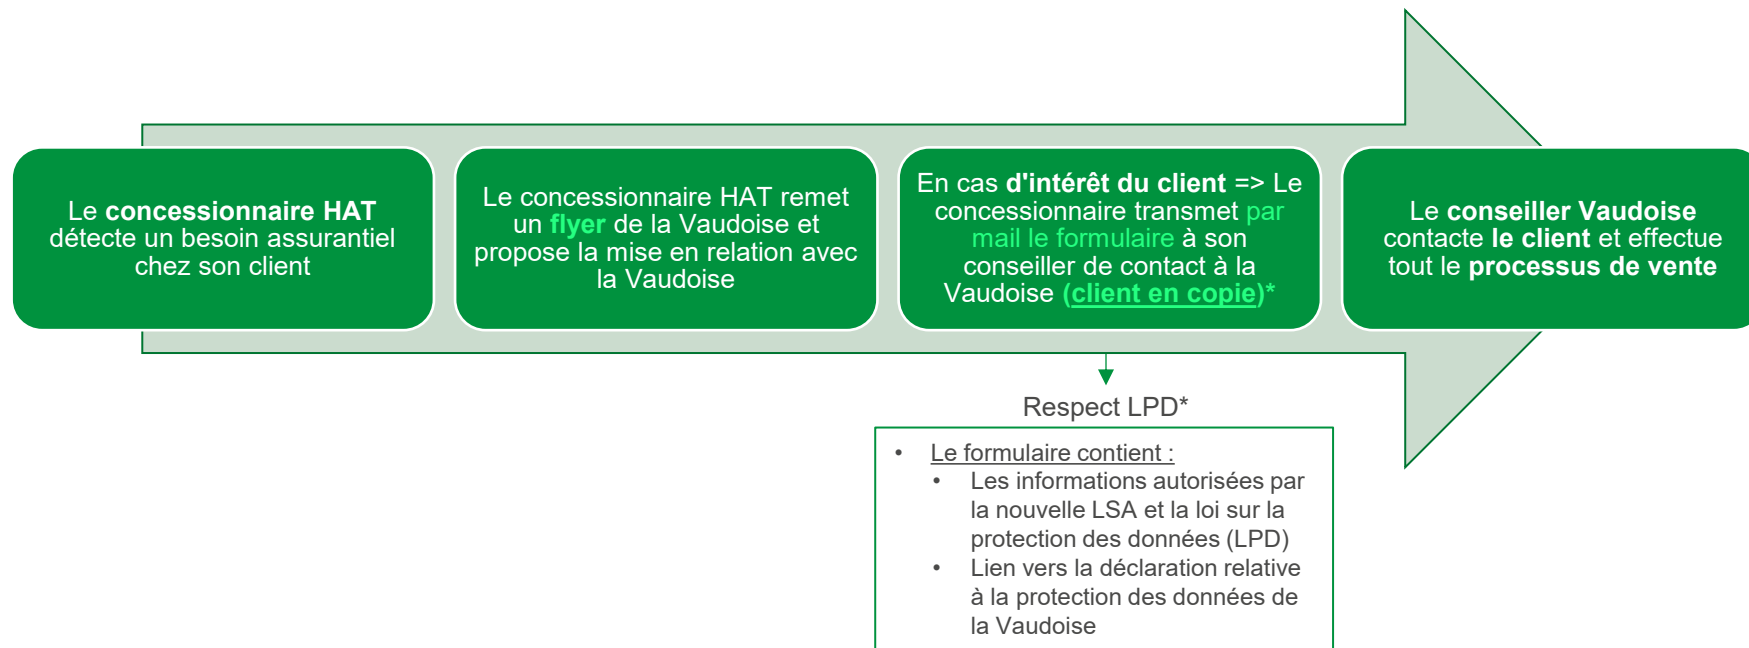 Le concessionnaire HAT
détecte un besoin assurantiel
chez son client
Le concessionnaire HAT remet
un flyer de la Vaudoise et
propose la mise en relation avec
la Vaudoise
En cas d'intérêt du client => Le
concessionnaire transmet par
mail le formulaire à son
conseiller de contact à la
Vaudoise (client en copie)*
Le conseiller Vaudoise
contacte le client et effectue
tout le processus de vente
Respect LPD*
• Le formulaire contient :
• Les informations autorisées par
la nouvelle LSA et la loi sur la
protection des données (LPD)
• Lien vers la déclaration relative
à la protection des données de
la Vaudoise